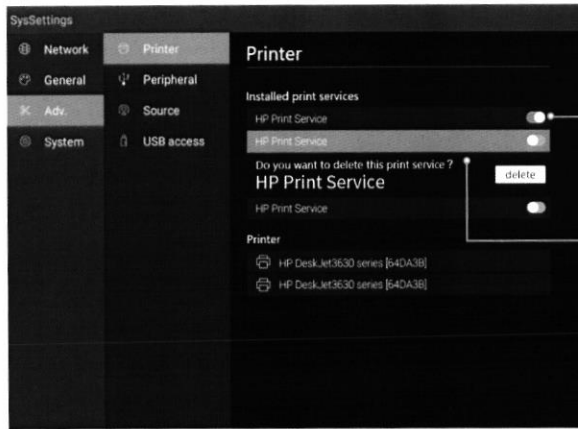 SysSettings
Network
General
Adv.
System
Printer
Peripheral
Source
USB access
Printer
Installed print services
HP Print Service
HP Print Service
Do you want to delete this print service ?
HP Print Service
delete
HP Print Service
Printer
HP DeskJet3630 series [64DA3B]
HP DeskJet3630 series [64DA3B]